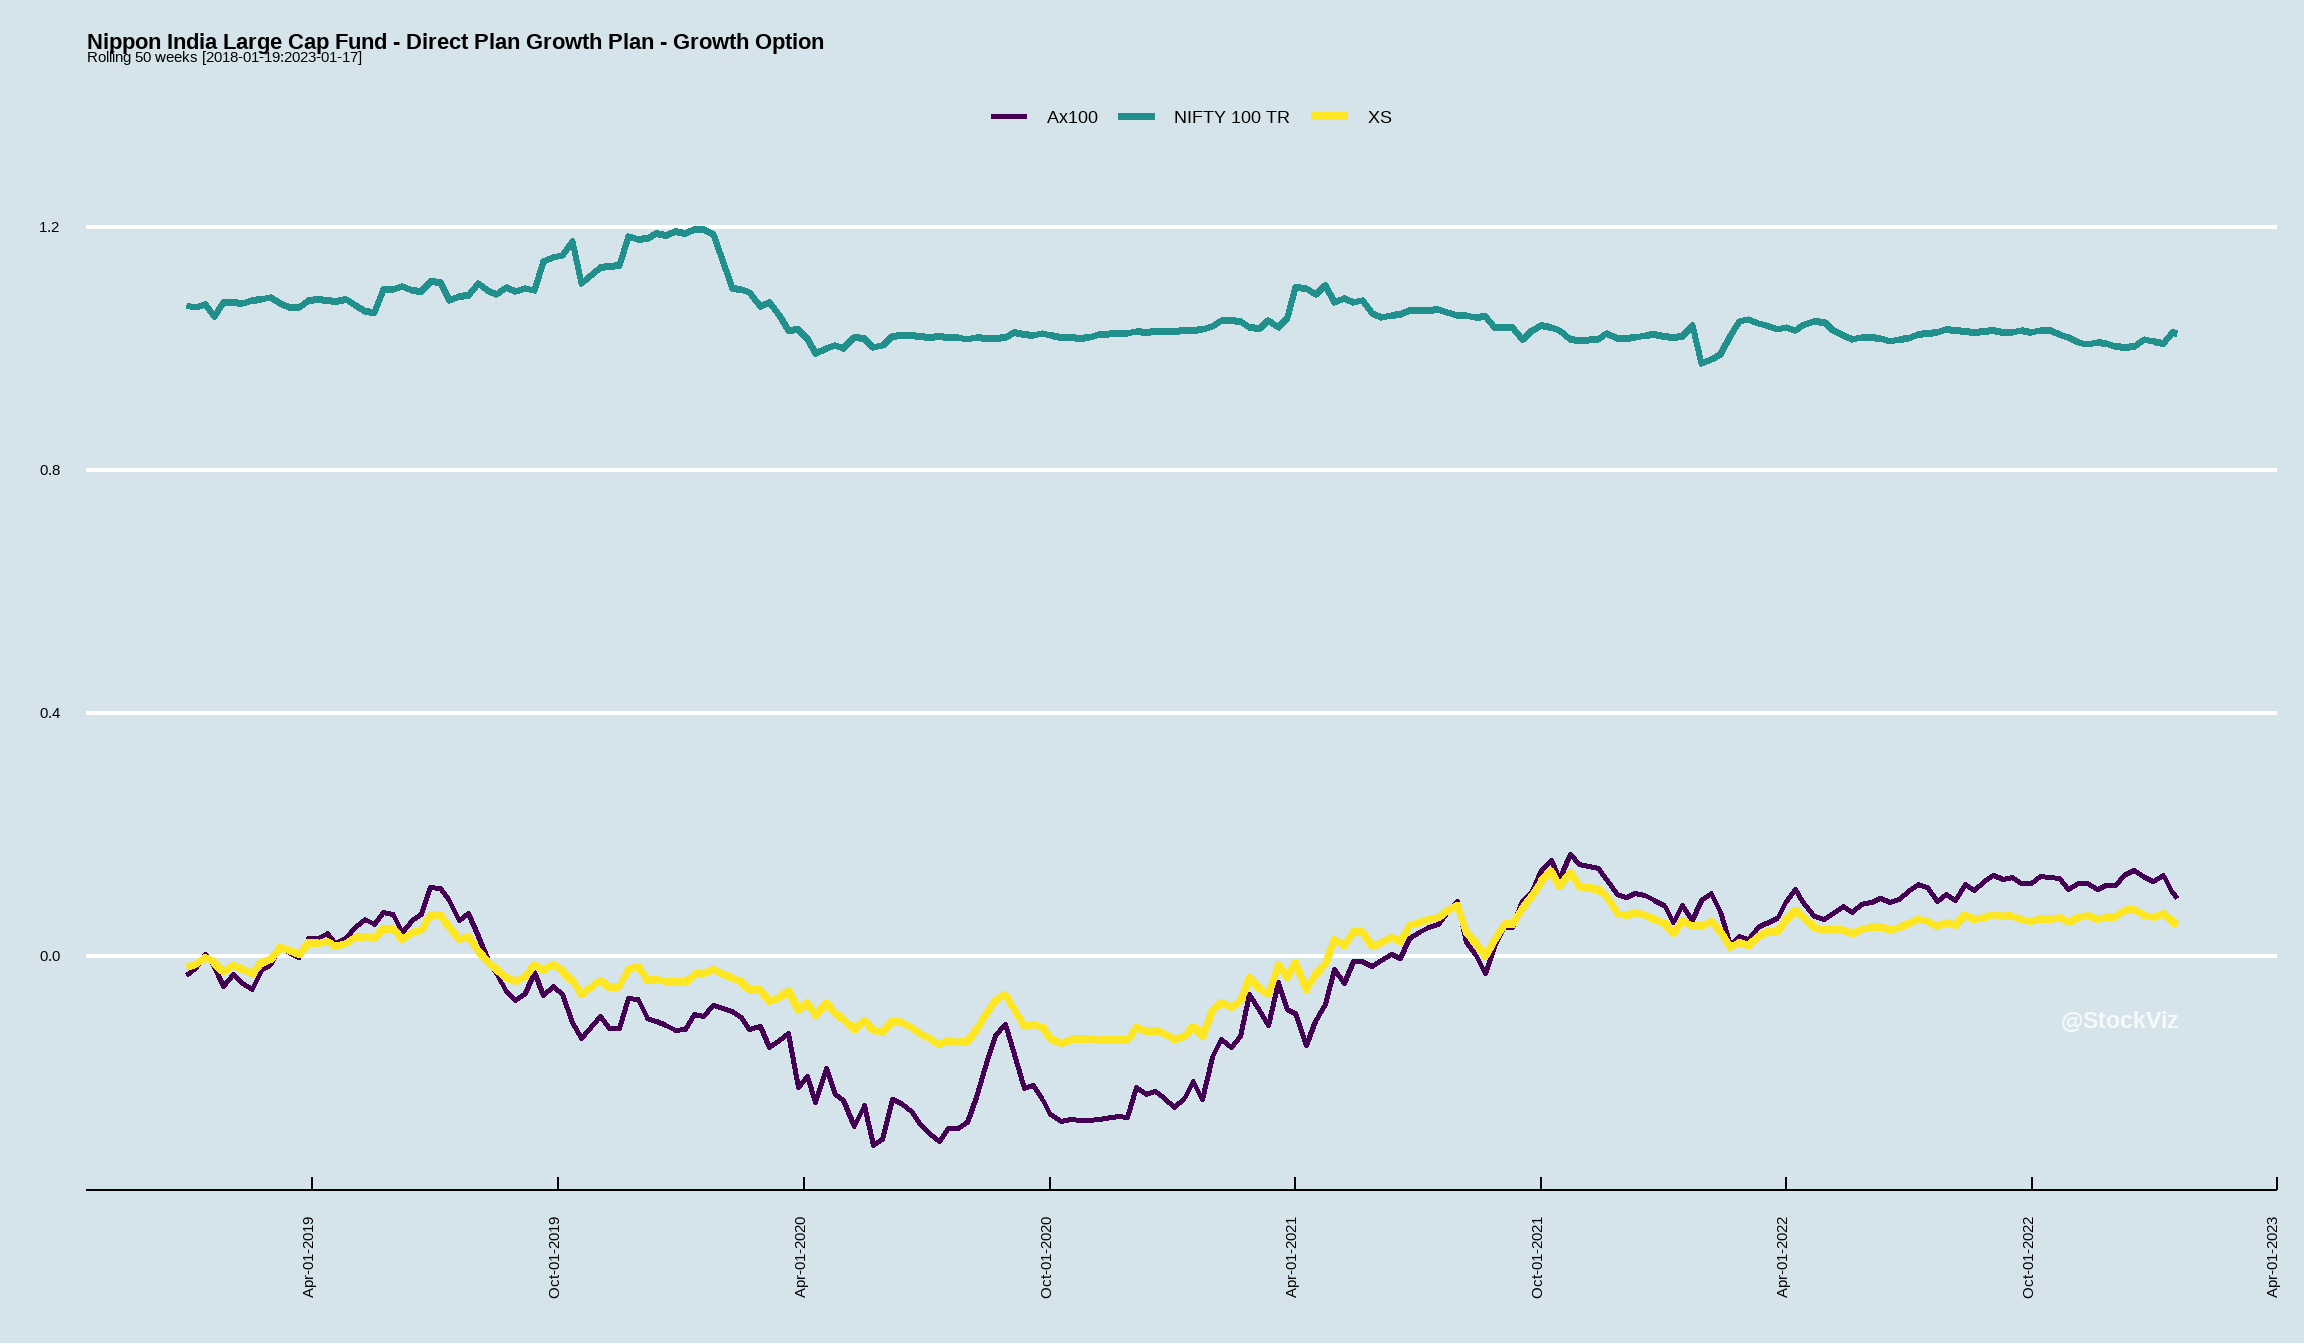 Nippon India Large Cap Fund - Direct Plan Growth Plan - Growth Option
Rolling 50 weeks [2018-01-19:2023-01-17]
Ax100 NIFTY 100 TR XS
1.2
0.8
0.4
0.0
@StockViz
Apr-01-2019
Oct-01-2019
Apr-01-2020
Oct-01-2020
Apr-01-2021
Oct-01-2021
Apr-01-2022
Oct-01-2022
Apr-01-2023